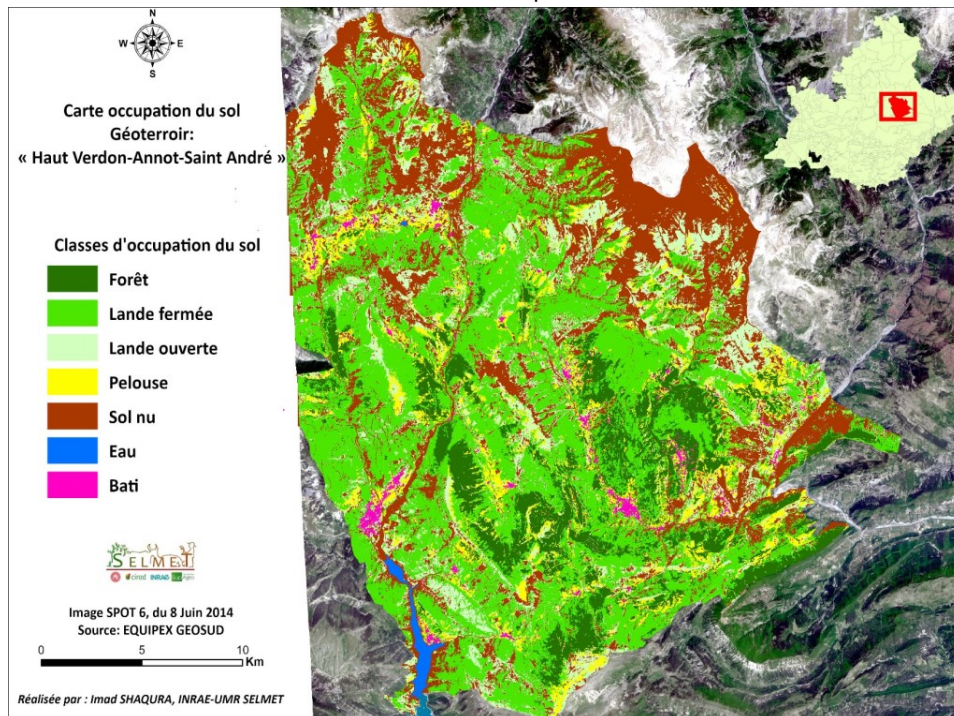 N
W E
S
Carte occupation du sol
Géoterroir:
« Haut Verdon-Annot-Saint André »
Classes d'occupation du sol
Forêt
Lande fermée
Lande ouverte
Pelouse
Sol nu
Eau
Bati
SELMET
cirad INRAE
Image SPOT 6, du 8 Juin 2014
Source: EQUIPEX GEOSUD
0 5 10
Km
Réalisée par : Imad SHAQURA, INRAE-UMR SELMET